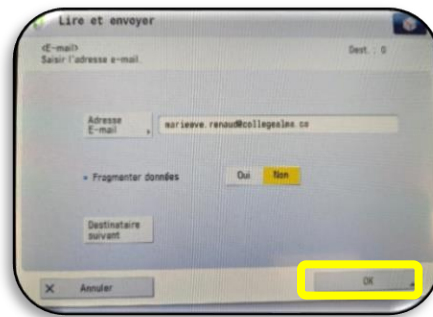 Lire et envoyer
<E-mail>
Saisir l'adresse e-mail.
Dest. : 0
Adresse
E-mail
marieeve.renaud@collegealma.ca
• Fragmenter données
Oui Non
Destinataire
suivant
× Annuler
OK